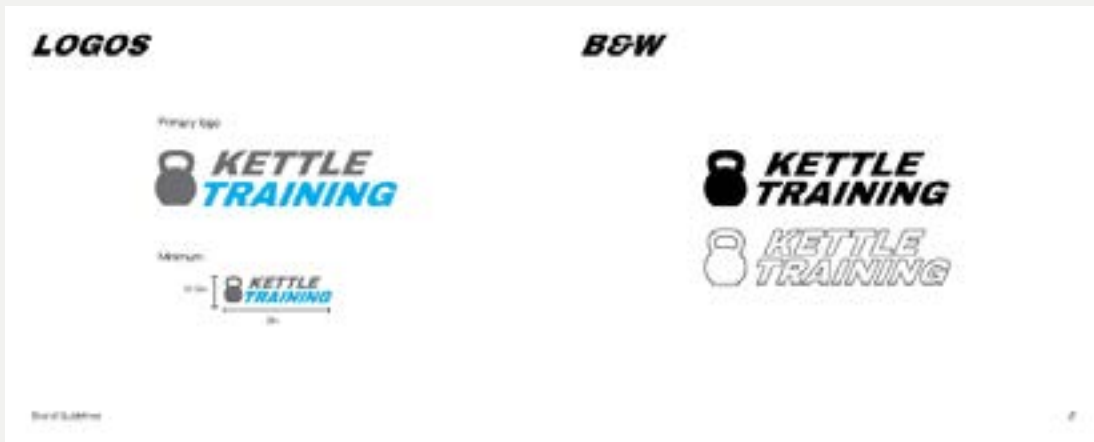 LOGOS
Primary logo
KETTLE
TRAINING
Minimum
KETTLE
TRAINING
Brand Guidelines
B&W
KETTLE
TRAINING
KETTLE
TRAINING